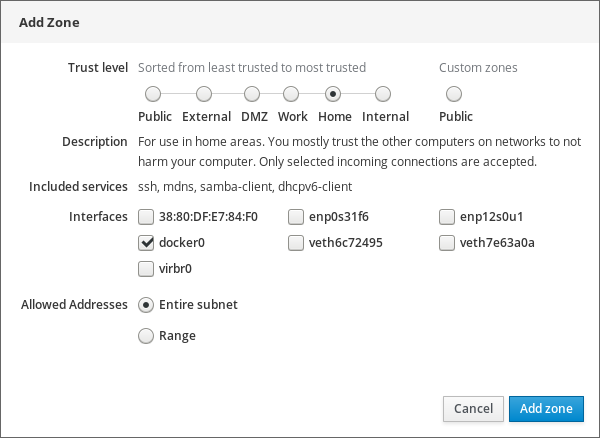 Add Zone
Trust level Sorted from least trusted to most trusted Custom zones
Public External DMZ Work Home Internal Public
Description For use in home areas. You mostly trust the other computers on networks to not
harm your computer. Only selected incoming connections are accepted.
Included services ssh, mdns, samba-client, dhcpv6-client
Interfaces 38:80:DF:E7:84:F0 enp0s31f6 enp12s0u1
docker0 veth6c72495 veth7e63a0a
virbr0
Allowed Addresses Entire subnet
Range
Cancel Add zone